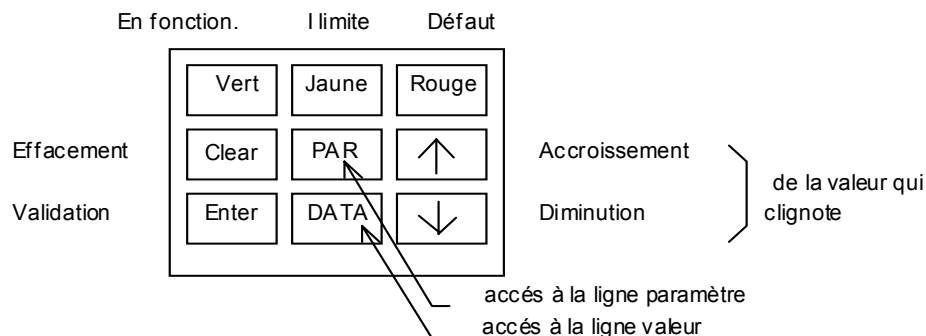 En fonction. I limite Défaut
Vert Jaune Rouge
Effacement Clear PAR Accroissement
de la valeur qui
Validation Enter DATA Diminution clignote
accés à la ligne paramètre
accés à la ligne valeur